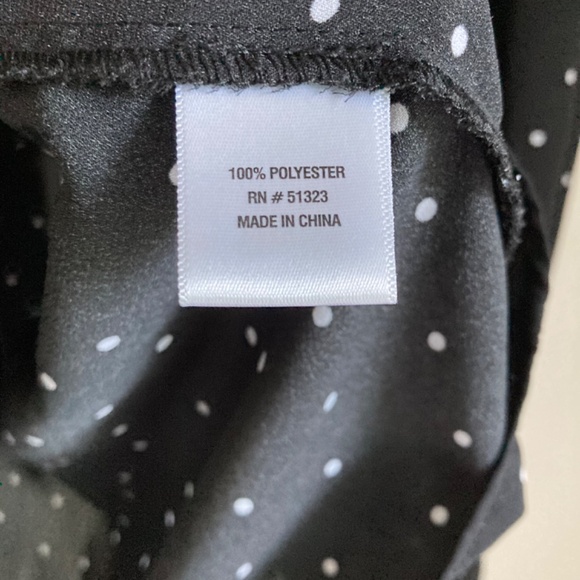 100% POLYESTER
RN # 51323
MADE IN CHINA